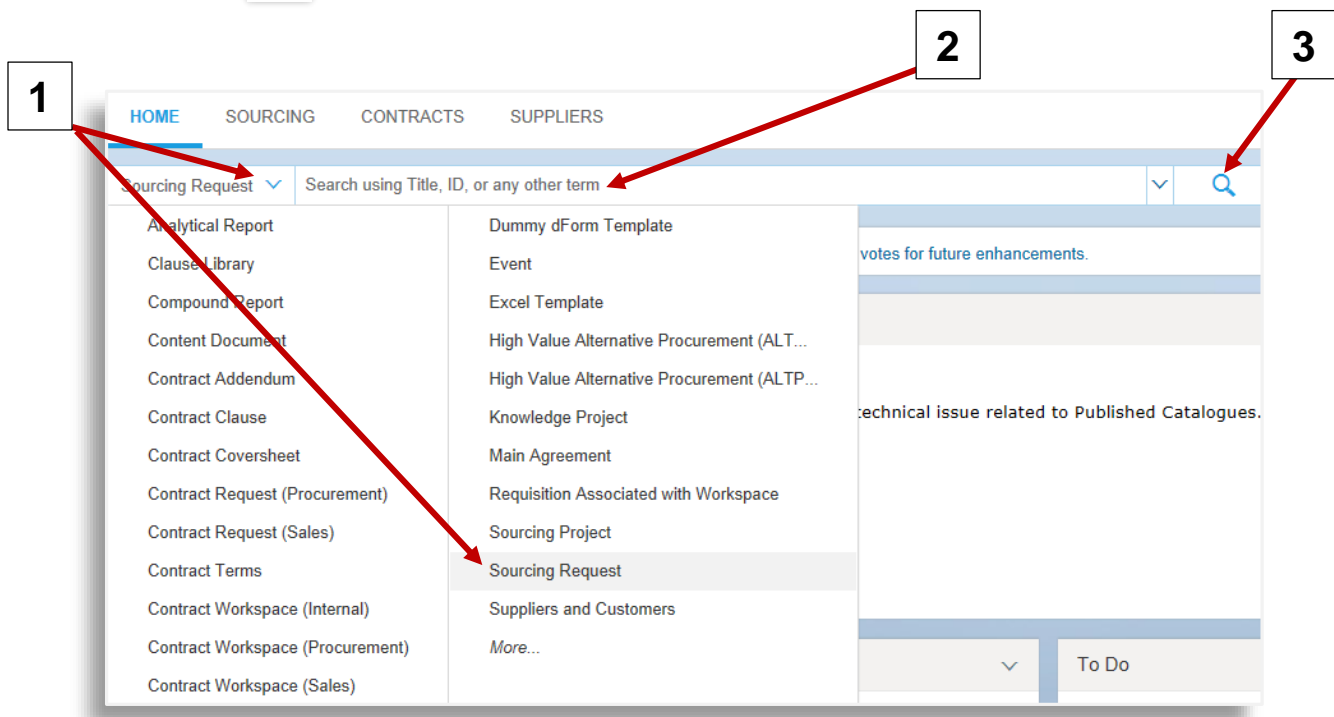 2
3
1
HOME SOURCING CONTRACTS SUPPLIERS
Sourcing Request Search using Title, ID, or any other term
Analytical Report Dummy dForm Template
votes for future enhancements.
Clause Library Event
Compound Report Excel Template
Content Document High Value Alternative Procurement (ALT...
Contract Addendum High Value Alternative Procurement (ALTP...
Contract Clause Knowledge Project
technical issue related to Published Catalogues.
Contract Coversheet Main Agreement
Contract Request (Procurement) Requisition Associated with Workspace
Contract Request (Sales) Sourcing Project
Contract Terms Sourcing Request
Contract Workspace (Internal) Suppliers and Customers
Contract Workspace (Procurement) More...
To Do
Contract Workspace (Sales)